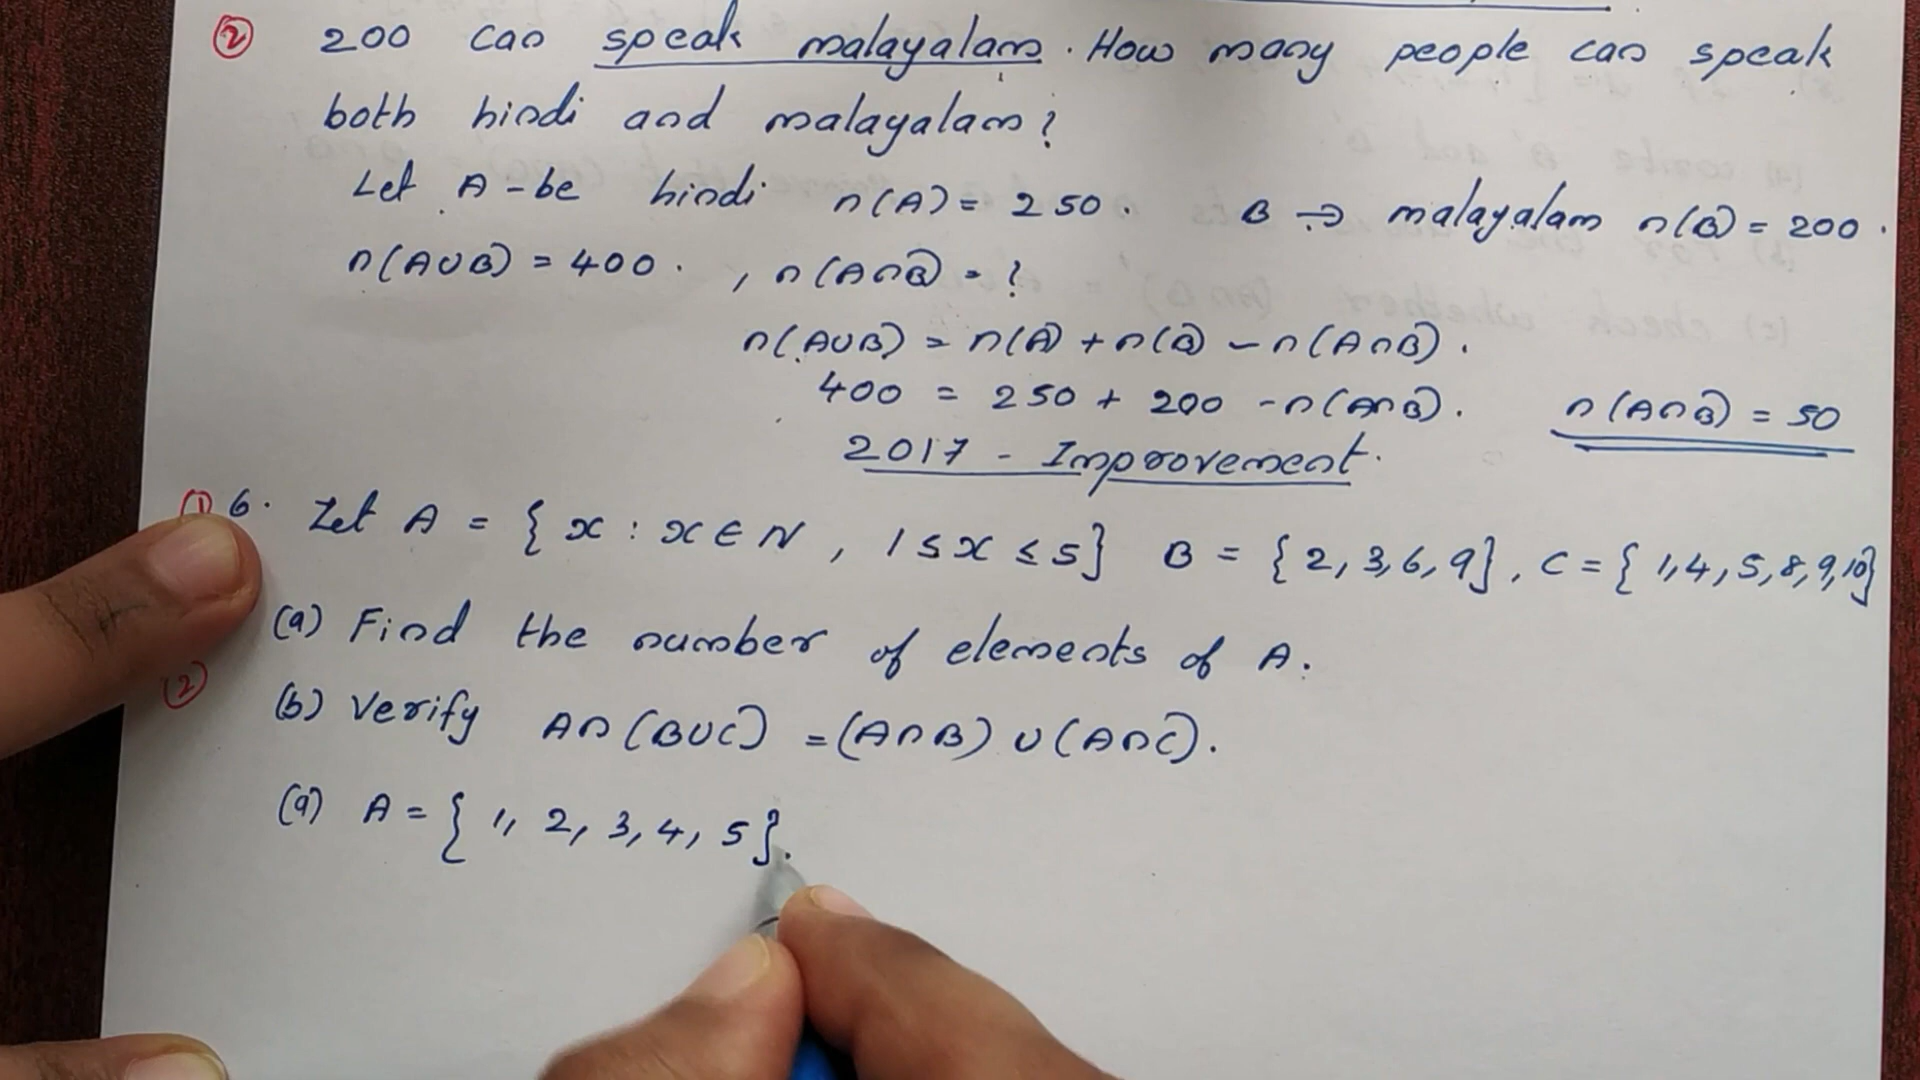 ② 200 can speak malayalam. How many people can speak
both hindi and malayalam?
Let A - be hindi n(A) = 250. B → malayalam n(B) = 200.
n(A∪B) = 400. , n(A∩B) = ?
n(A∪B) = n(A) + n(B) - n(A∩B).
400 = 250 + 200 - n(A∩B). n(A∩B) = 50
2017 - Improvement.
① 6. Let A = { x : x ∈ N , 1 ≤ x ≤ 5} B = { 2, 3, 6, 9}, C = { 1, 4, 5, 8, 9, 10}
(a) Find the number of elements of A.
② (b) Verify A∩(B∪C) = (A∩B) ∪ (A∩C).
(a) A = { 1, 2, 3, 4, 5}.